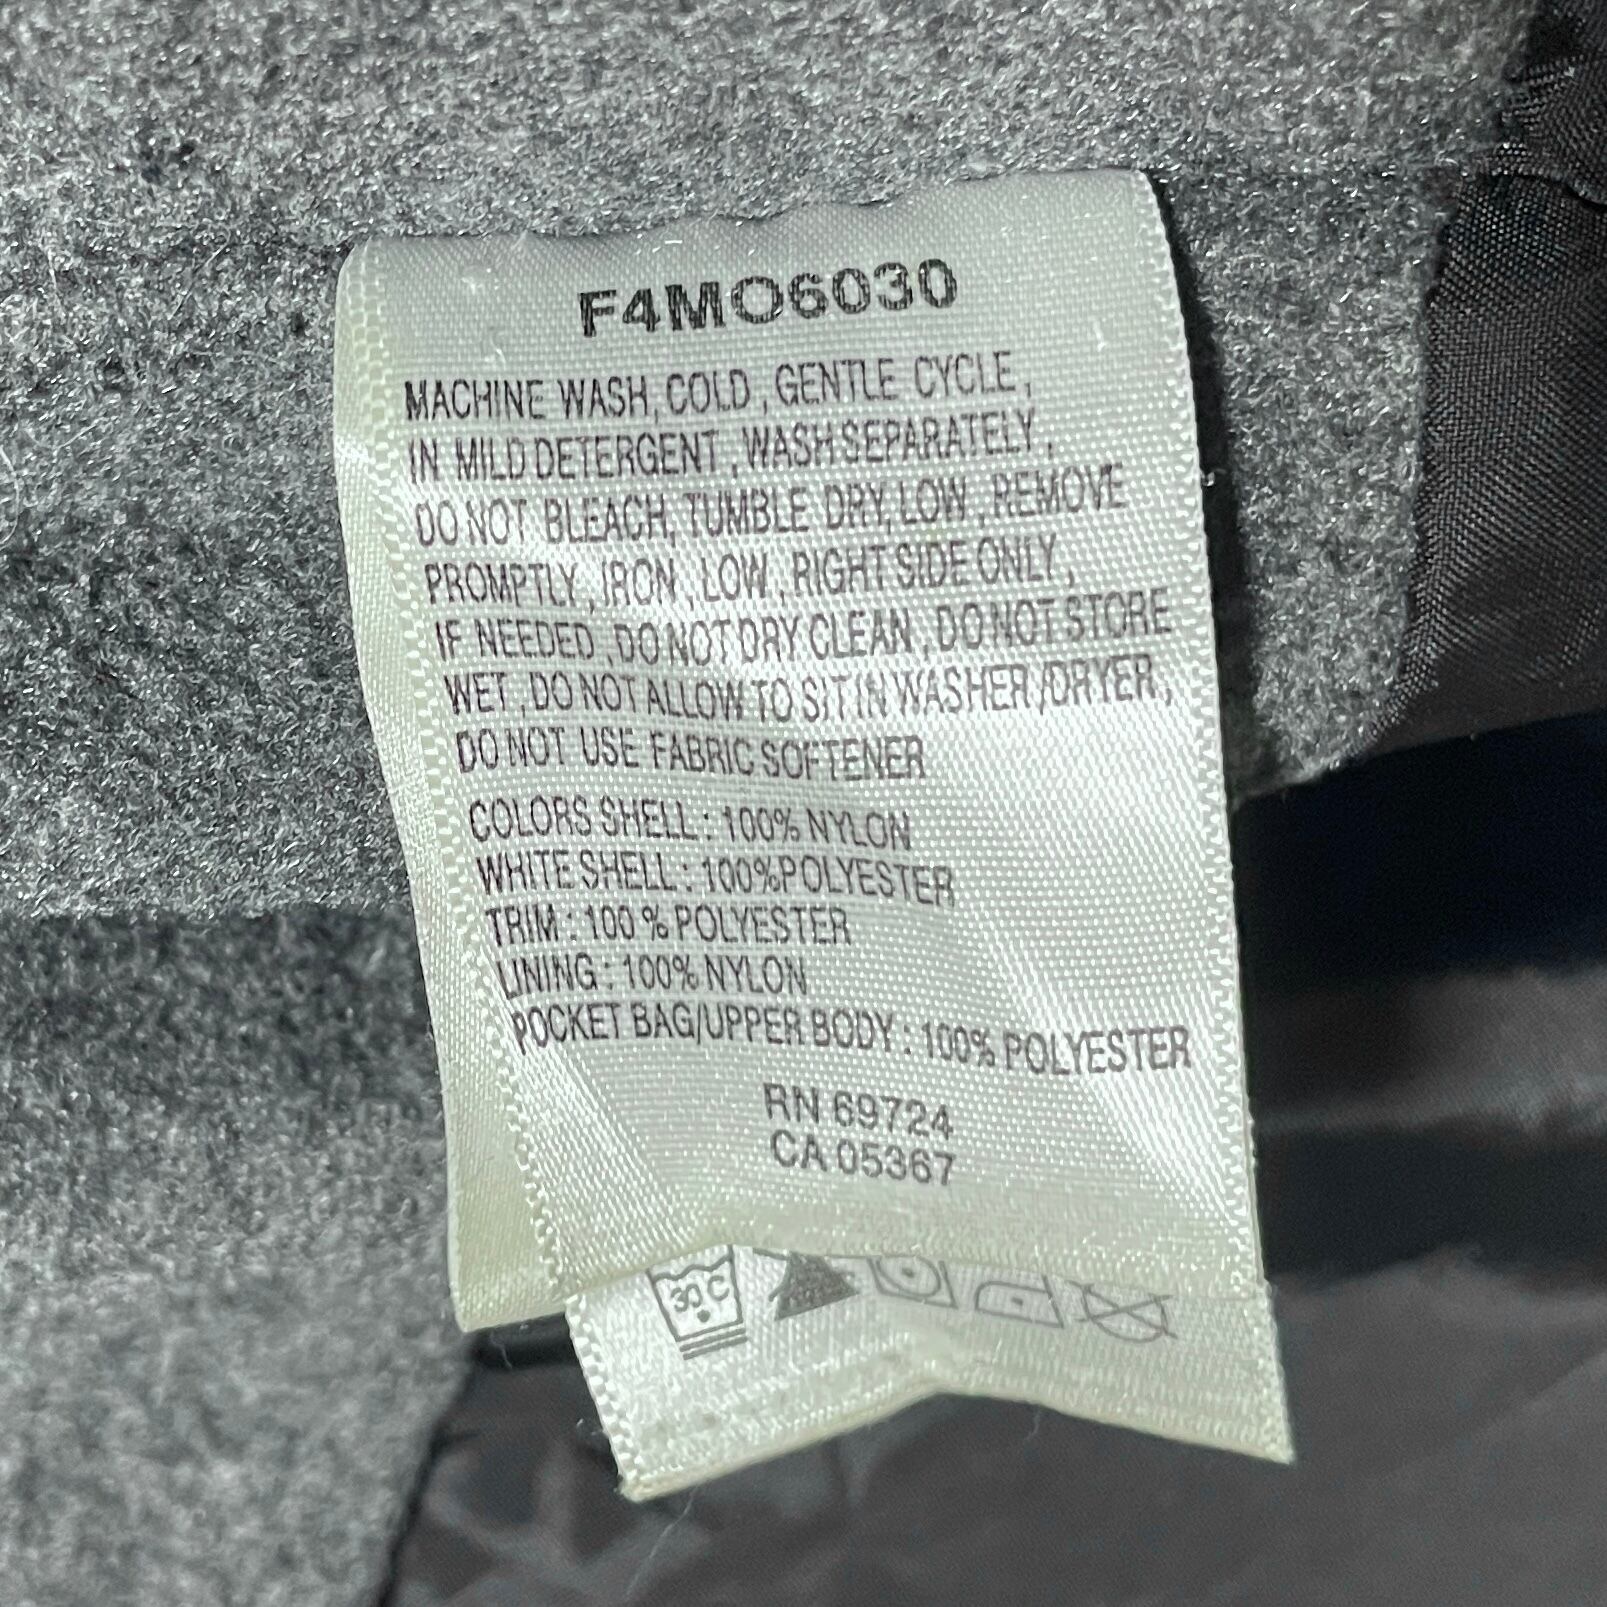 F4MO6030
MACHINE WASH, COLD, GENTLE CYCLE,
IN MILD DETERGENT, WASH SEPARATELY,
DO NOT BLEACH, TUMBLE DRY, LOW, REMOVE
PROMPTLY, IRON, LOW, RIGHT SIDE ONLY,
IF NEEDED, DO NOT DRY CLEAN, DO NOT STORE
WET, DO NOT ALLOW TO SIT IN WASHER/DRYER,
DO NOT USE FABRIC SOFTENER
COLORS SHELL: 100% NYLON
WHITE SHELL: 100% POLYESTER
TRIM: 100% POLYESTER
LINING: 100% NYLON
POCKET BAG/UPPER BODY: 100% POLYESTER
RN 69724
CA 05367
30°C